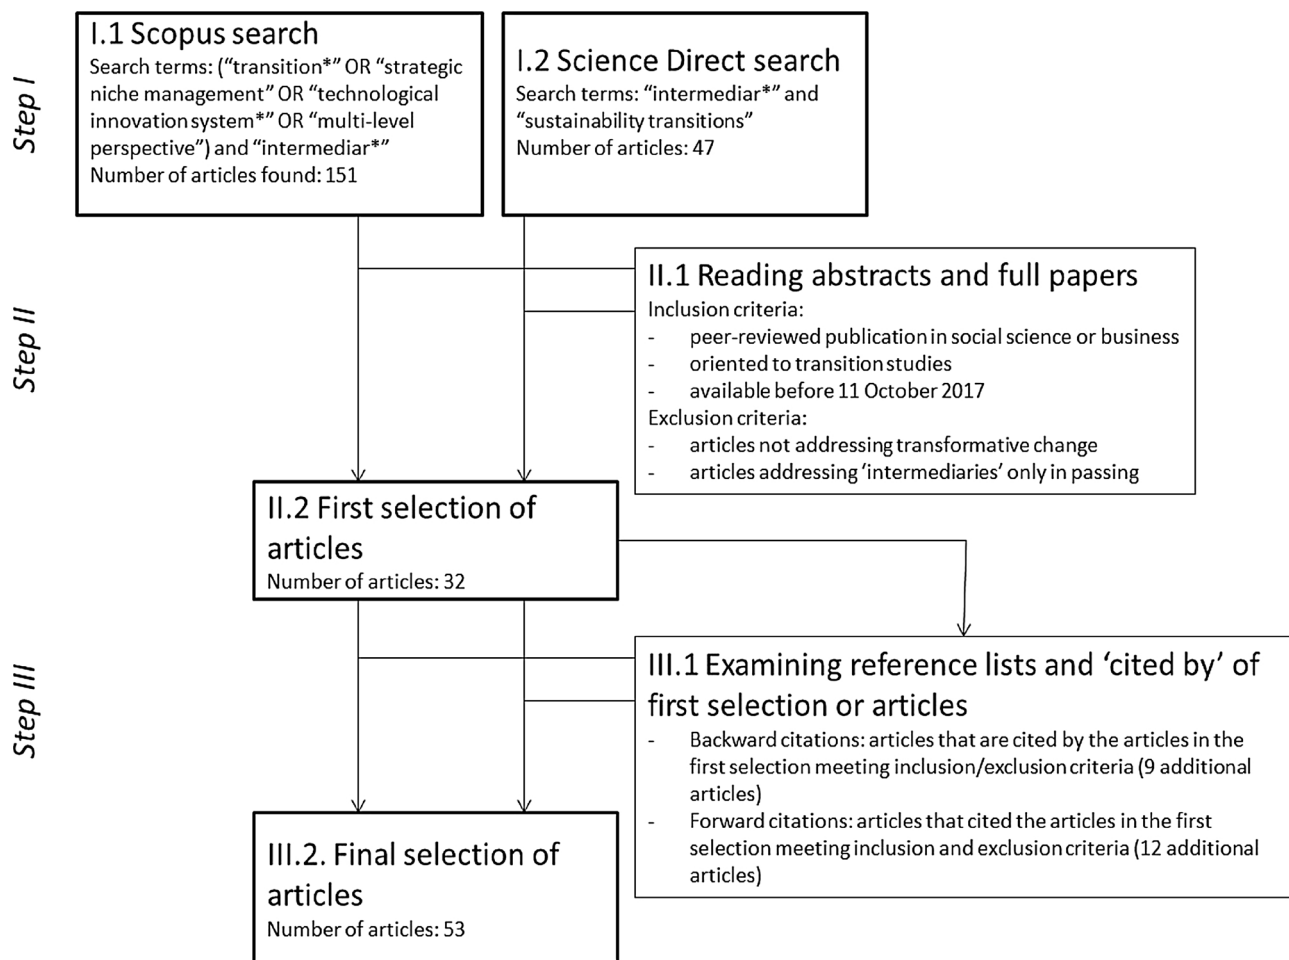 Step I
I.1 Scopus search
Search terms: (“transition*” OR “strategic
niche management” OR “technological
innovation system*” OR “multi-level
perspective”) and “intermediar*”
Number of articles found: 151
I.2 Science Direct search
Search terms: “intermediar*” and
“sustainability transitions”
Number of articles: 47
Step II
II.1 Reading abstracts and full papers
Inclusion criteria:
- peer-reviewed publication in social science or business
- oriented to transition studies
- available before 11 October 2017
Exclusion criteria:
- articles not addressing transformative change
- articles addressing ‘intermediaries’ only in passing
II.2 First selection of
articles
Number of articles: 32
Step III
III.1 Examining reference lists and ‘cited by’ of
first selection or articles
- Backward citations: articles that are cited by the articles in the
first selection meeting inclusion/exclusion criteria (9 additional
articles)
- Forward citations: articles that cited the articles in the first
selection meeting inclusion and exclusion criteria (12 additional
articles)
III.2. Final selection of
articles
Number of articles: 53